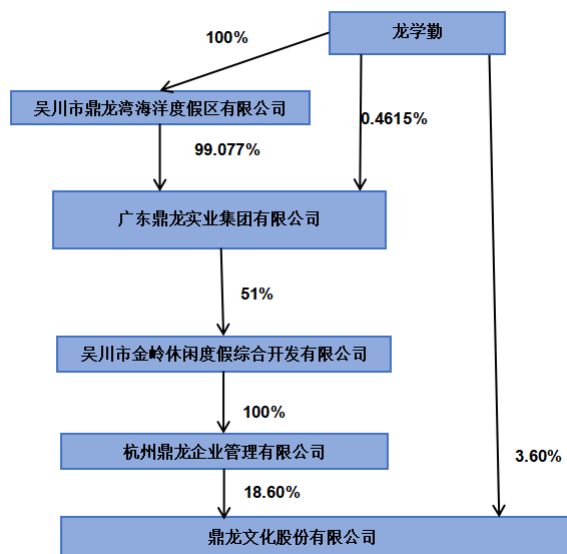 龙学勤
100%
吴川市鼎龙湾海洋度假区有限公司
0.4615%
99.077%
广东鼎龙实业集团有限公司
51%
吴川市金岭休闲度假综合开发有限公司
100%
杭州鼎龙企业管理有限公司
3.60%
18.60%
鼎龙文化股份有限公司